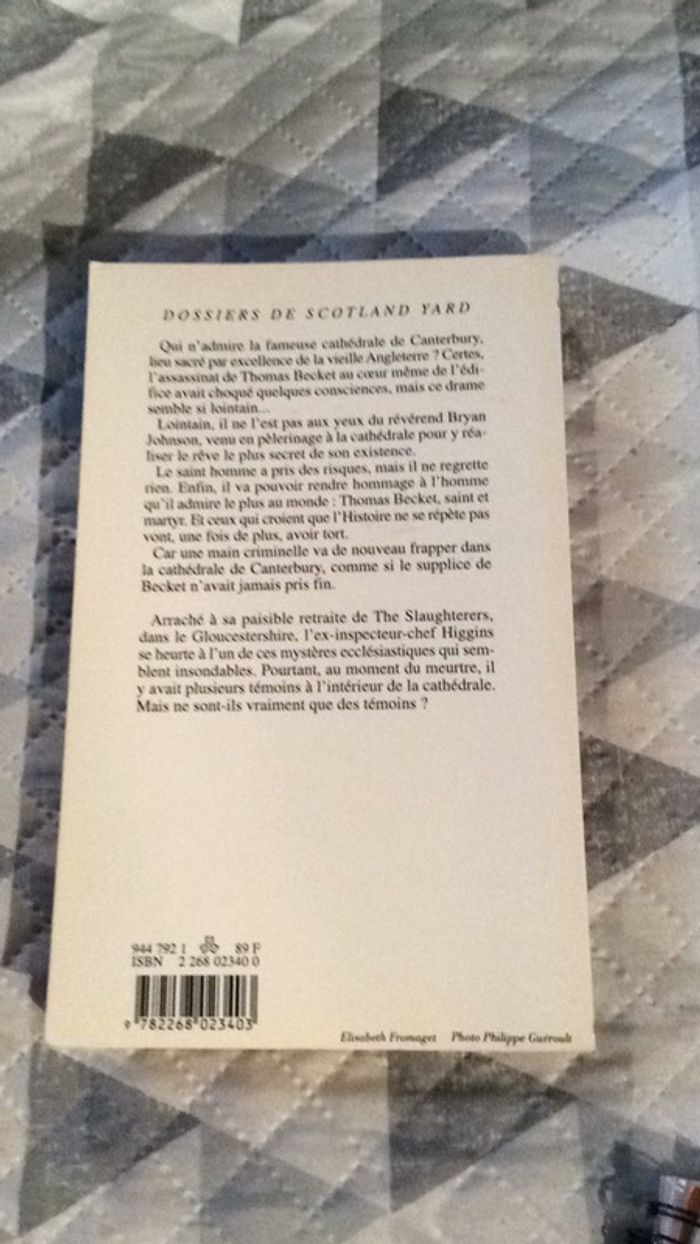 DOSSIERS DE SCOTLAND YARD
Qui n'admire la fameuse cathédrale de Canterbury,
lieu sacré par excellence de la vieille Angleterre ? Certes,
l'assassinat de Thomas Becket au cœur même de l'édi-
fice avait choqué quelques consciences, mais ce drame
semble si lointain...
Lointain, il ne l'est pas aux yeux du révérend Bryan
Johnson, venu en pèlerinage à la cathédrale pour y réa-
liser le rêve le plus secret de son existence.
Le saint homme a pris des risques, mais il ne regrette
rien. Enfin, il va pouvoir rendre hommage à l'homme
qu'il admire le plus au monde : Thomas Becket, saint et
martyr. Et ceux qui croient que l'Histoire ne se répète pas
vont, une fois de plus, avoir tort.
Car une main criminelle va de nouveau frapper dans
la cathédrale de Canterbury, comme si le supplice de
Becket n'avait jamais pris fin.
Arraché à sa paisible retraite de The Slaughterers,
dans le Gloucestershire, l'ex-inspecteur-chef Higgins
se heurte à l'un de ces mystères ecclésiastiques qui sem-
blent insondables. Pourtant, au moment du meurtre, il
y avait plusieurs témoins à l'intérieur de la cathédrale.
Mais ne sont-ils vraiment que des témoins ?
944 792 1 89 F
ISBN 2 268 02340 0
9 782268 023403
Elisabeth Fromaget Photo Philippe Guéroult